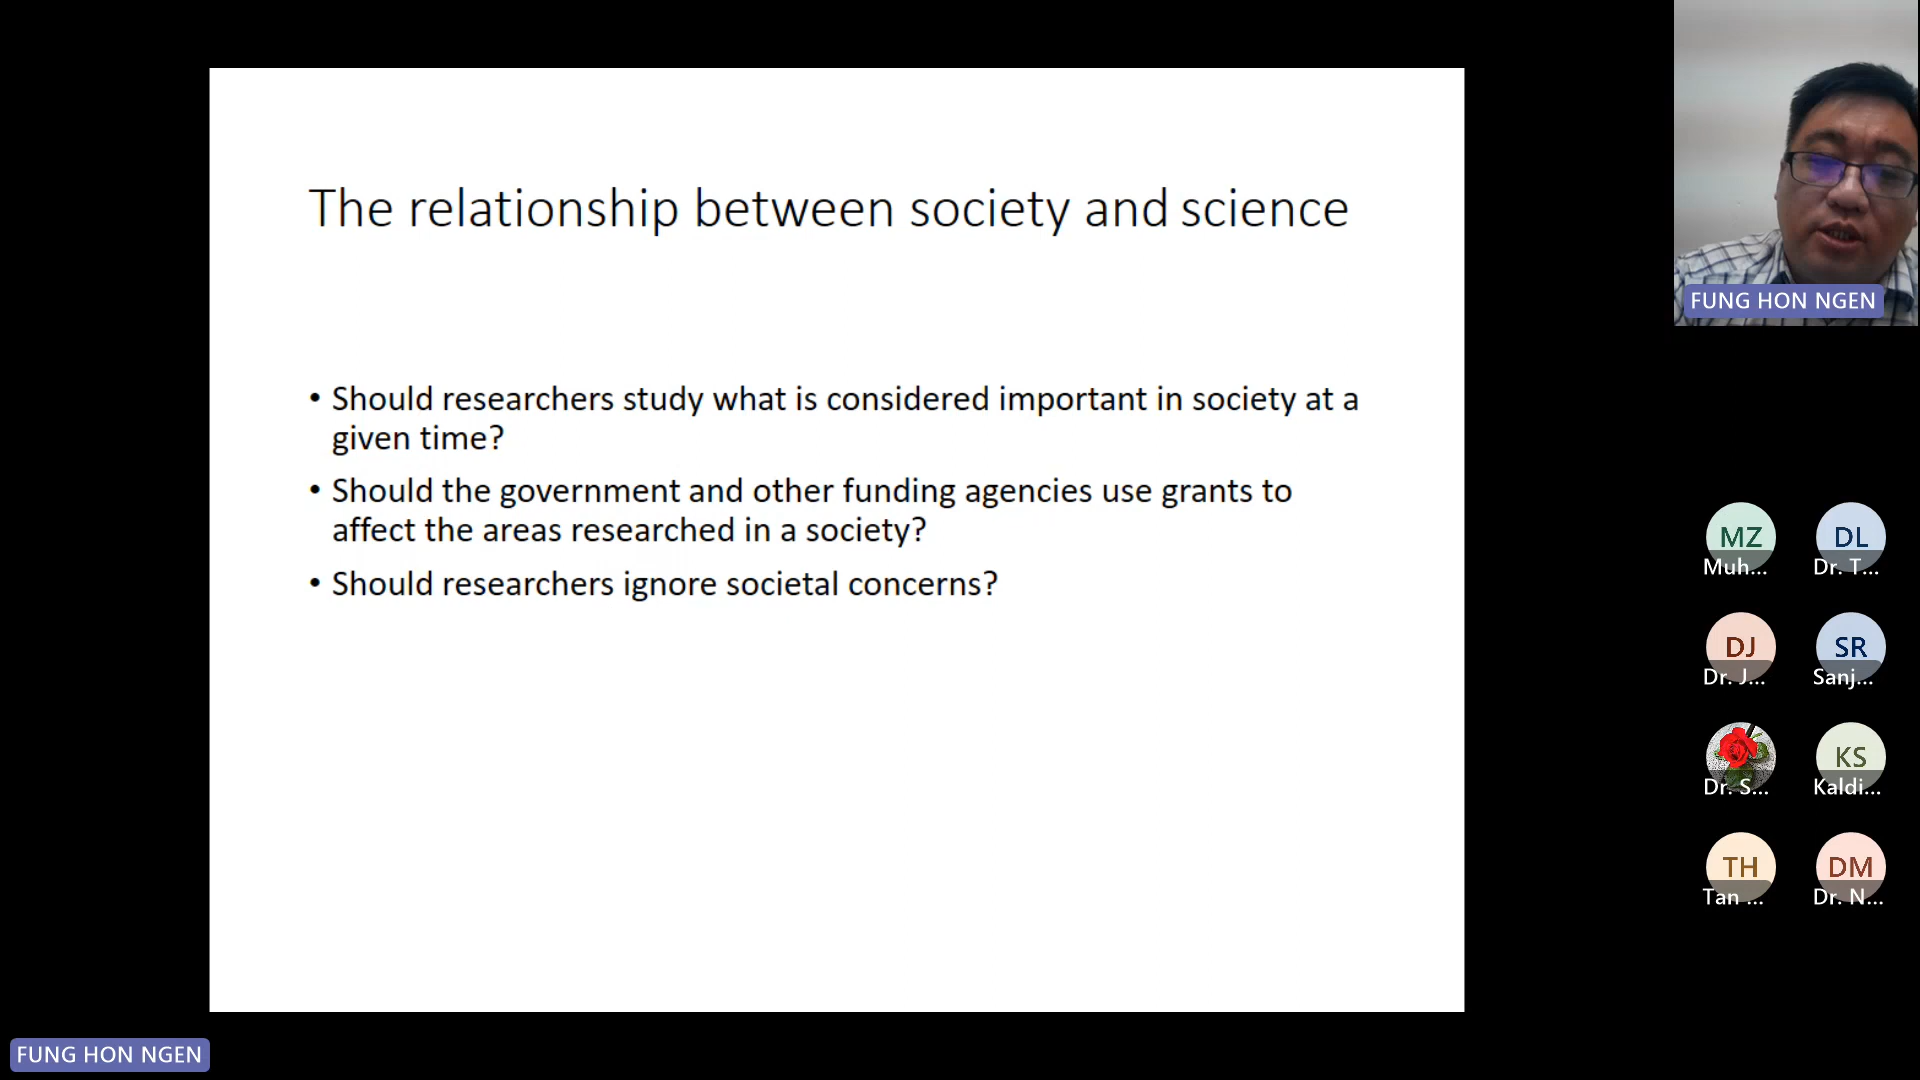 The relationship between society and science
• Should researchers study what is considered important in society at a
given time?
• Should the government and other funding agencies use grants to
affect the areas researched in a society?
• Should researchers ignore societal concerns?
FUNG HON NGEN
MZ
Muh...
DL
Dr. T...
DJ
Dr. J...
SR
Sanj...
Dr. S...
KS
Kaldi...
TH
Tan ...
DM
Dr. N...
FUNG HON NGEN